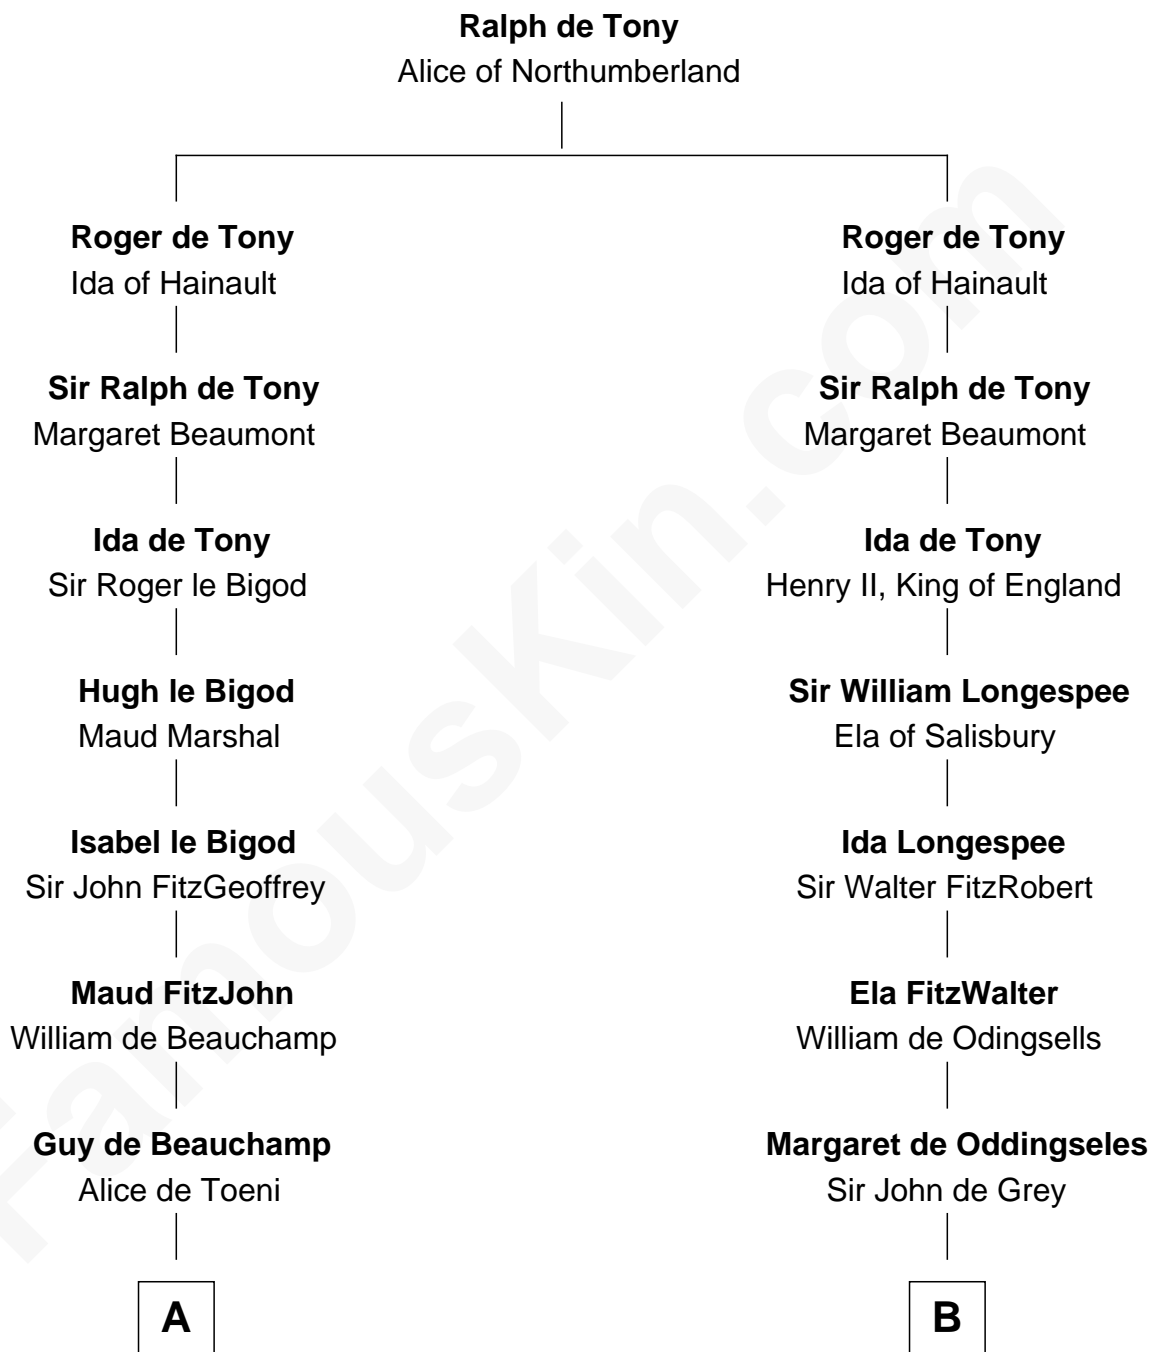 Ralph de Tony
Alice of Northumberland
Roger de Tony
Ida of Hainault
Sir Ralph de Tony
Margaret Beaumont
Ida de Tony
Sir Roger le Bigod
Hugh le Bigod
Maud Marshal
Isabel le Bigod
Sir John FitzGeoffrey
Maud FitzJohn
William de Beauchamp
Guy de Beauchamp
Alice de Toeni
A
Roger de Tony
Ida of Hainault
Sir Ralph de Tony
Margaret Beaumont
Ida de Tony
Henry II, King of England
Sir William Longespee
Ela of Salisbury
Ida Longespee
Sir Walter FitzRobert
Ela FitzWalter
William de Odingsells
Margaret de Oddingseles
Sir John de Grey
B
FamousKin.com